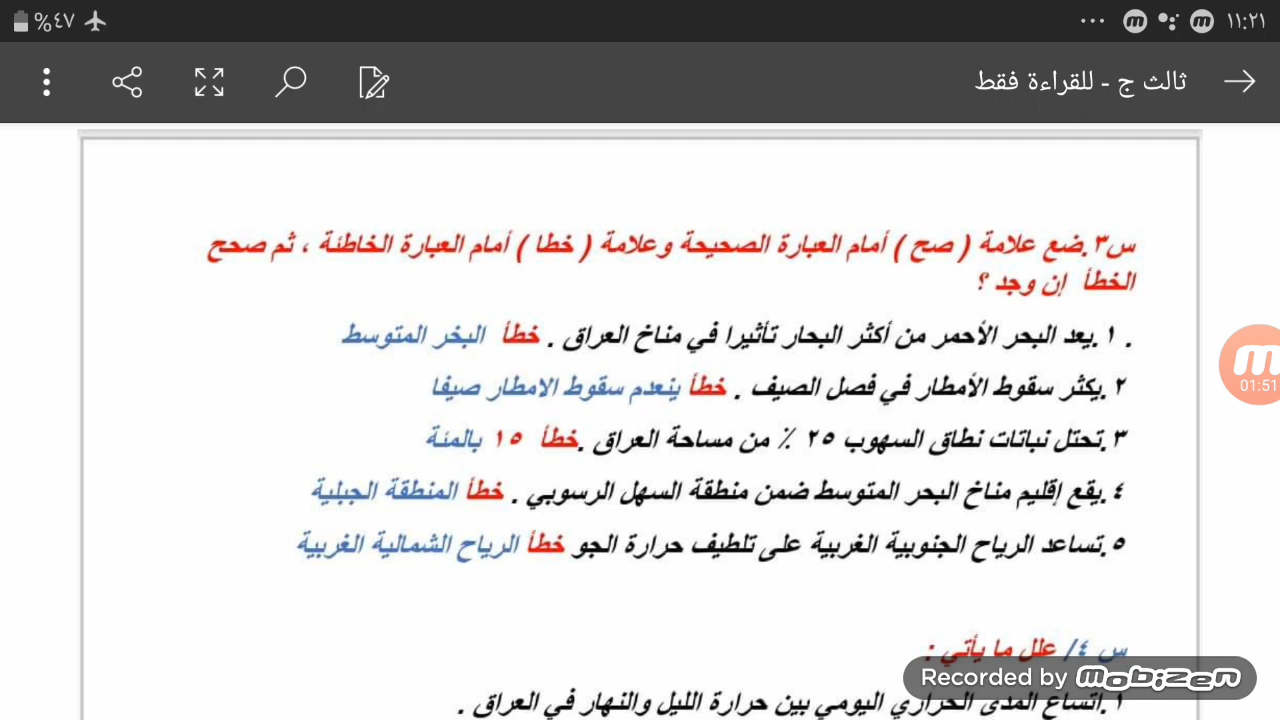 %٤٧
١١:٢١
ثالث ج - للقراءة فقط
س٣.ضع علامة ( صح ) أمام العبارة الصحيحة وعلامة ( خطا ) أمام العبارة الخاطئة ، ثم صحح
الخطأ إن وجد ؟
١.يعد البحر الأحمر من أكثر البحار تأثيرا في مناخ العراق . خطأ البخر المتوسط .
٢.يكثر سقوط الأمطار في فصل الصيف . خطأ ينعدم سقوط الامطار صيفا
٣.تحتل نباتات نطاق السهوب ٢٥ ٪ من مساحة العراق .خطأ ١٥ بالمئة
٤.يقع إقليم مناخ البحر المتوسط ضمن منطقة السهل الرسوبي . خطأ المنطقة الجبلية
٥.تساعد الرياح الجنوبية الغربية على تلطيف حرارة الجو خطأ الرياح الشمالية الغربية
01:51
س ٤/ علل ما يأتي :
Recorded by mobizen
١.اتساع المدى الحراري اليومي بين حرارة الليل والنهار في العراق .